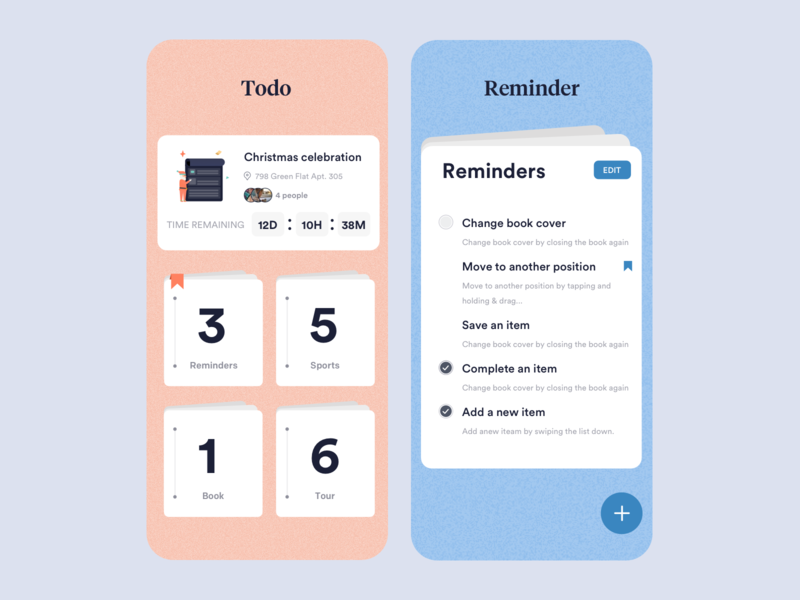 Todo
Christmas celebration
798 Green Flat Apt. 305
4 people
TIME REMAINING 12D : 10H : 38M
3
Reminders
5
Sports
1
Book
6
Tour
Reminder
Reminders
EDIT
Change book cover
Change book cover by closing the book again
Move to another position
Move to another position by tapping and
holding & drag...
Save an item
Change book cover by closing the book again
Complete an item
Change book cover by closing the book again
Add a new item
Add anew iteam by swiping the list down.